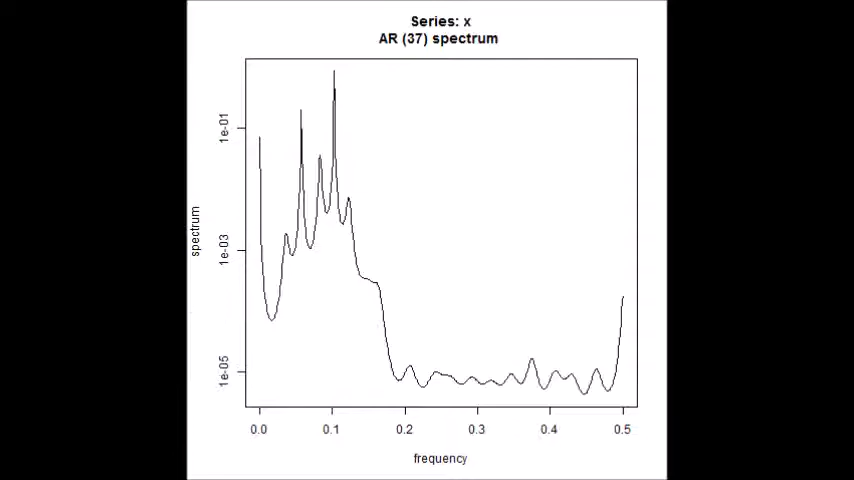 Series: x
AR (37) spectrum
spectrum
1e-01
1e-03
1e-05
0.0 0.1 0.2 0.3 0.4 0.5
frequency